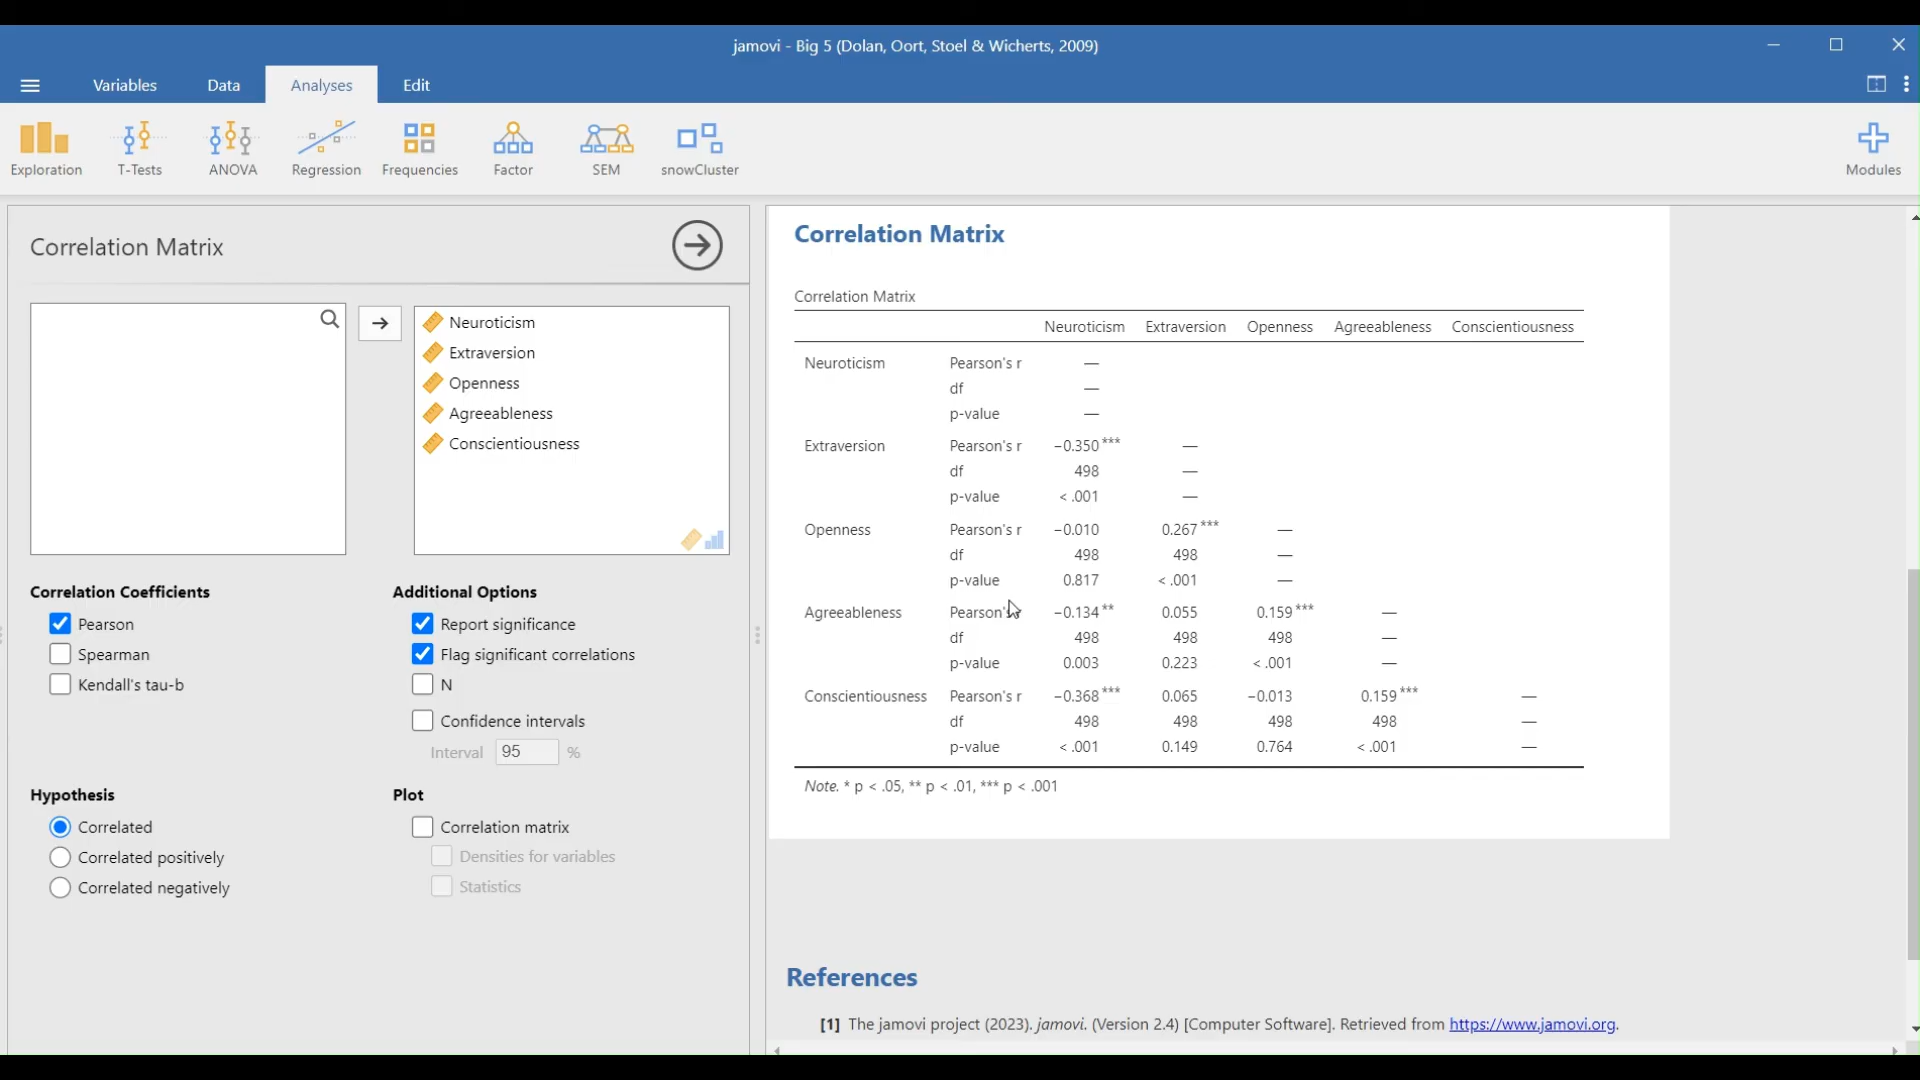 jamovi - Big 5 (Dolan, Oort, Stoel & Wicherts, 2009)
Variables Data Analyses Edit
Exploration T-Tests ANOVA Regression Frequencies Factor SEM snowCluster Modules
Correlation Matrix
Neuroticism
Extraversion
Openness
Agreeableness
Conscientiousness
Correlation Coefficients
Pearson
Spearman
Kendall's tau-b
Additional Options
Report significance
Flag significant correlations
N
Confidence intervals
Interval 95 %
Hypothesis
Correlated
Correlated positively
Correlated negatively
Plot
Correlation matrix
Densities for variables
Statistics
Correlation Matrix
Correlation Matrix
Neuroticism Extraversion Openness Agreeableness Conscientiousness
Neuroticism Pearson's r —
df —
p-value —
Extraversion Pearson's r −0.350 *** —
df 498 —
p-value < .001 —
Openness Pearson's r −0.010 0.267 *** —
df 498 498 —
p-value 0.817 < .001 —
Agreeableness Pearson's −0.134 ** 0.055 0.159 *** —
df 498 498 498 —
p-value 0.003 0.223 < .001 —
Conscientiousness Pearson's r −0.368 *** 0.065 −0.013 0.159 *** —
df 498 498 498 498 —
p-value < .001 0.149 0.764 < .001 —
Note. * p < .05, ** p < .01, *** p < .001
References
[1] The jamovi project (2023). jamovi. (Version 2.4) [Computer Software]. Retrieved from https://www.jamovi.org.